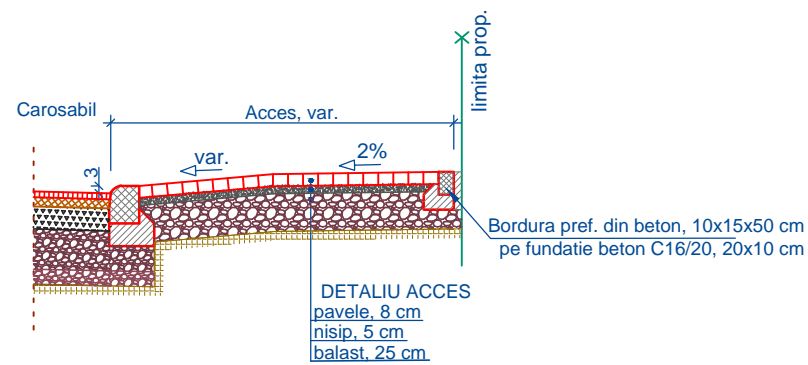 limita prop.
Carosabil
Acces, var.
var.
2%
3
Bordura pref. din beton, 10x15x50 cm
pe fundatie beton C16/20, 20x10 cm
DETALIU ACCES
pavele, 8 cm
nisip, 5 cm
balast, 25 cm